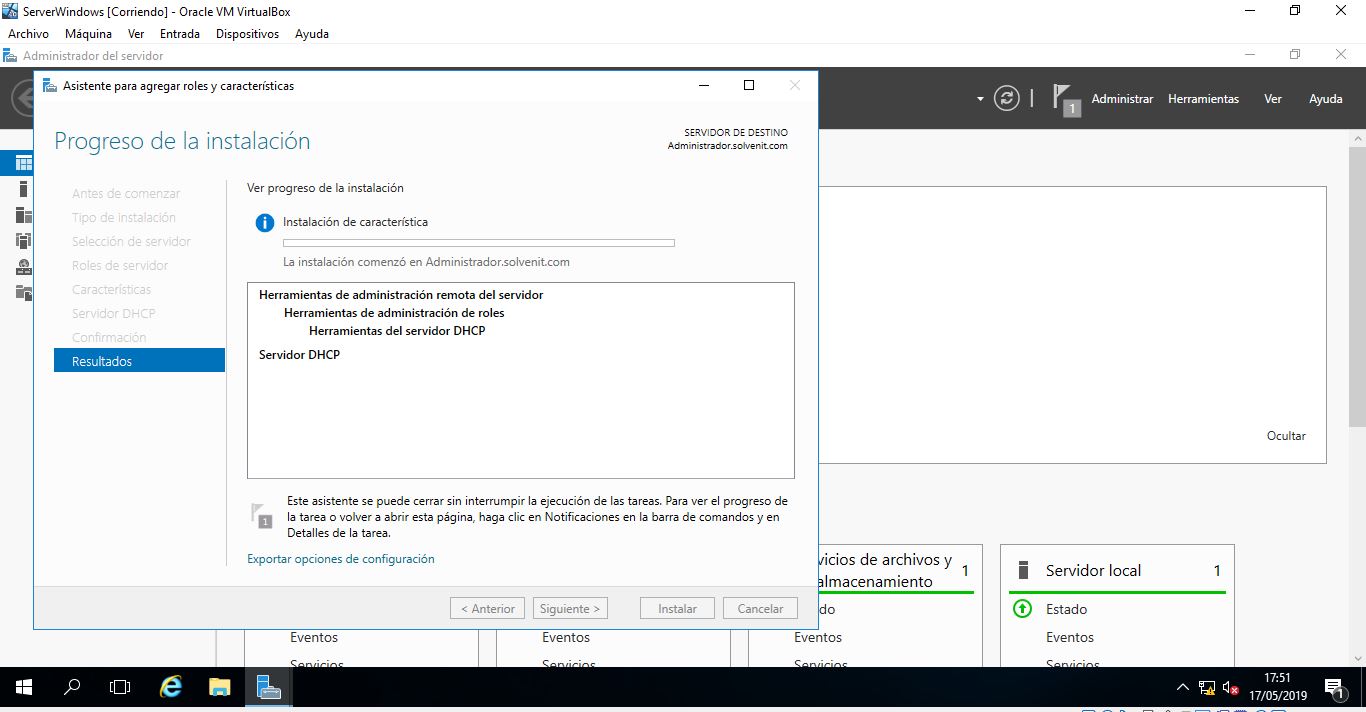 ServerWindows [Corriendo] - Oracle VM VirtualBox
Archivo Máquina Ver Entrada Dispositivos Ayuda
Administrador del servidor
Asistente para agregar roles y características
1 Administrar Herramientas Ver Ayuda
Progreso de la instalación
SERVIDOR DE DESTINO
Administrador.solvenit.com
Antes de comenzar
Tipo de instalación
Selección de servidor
Roles de servidor
Características
Servidor DHCP
Confirmación
Resultados
Ver progreso de la instalación
Instalación de característica
La instalación comenzó en Administrador.solvenit.com
Herramientas de administración remota del servidor
Herramientas de administración de roles
Herramientas del servidor DHCP
Servidor DHCP
1
Este asistente se puede cerrar sin interrumpir la ejecución de las tareas. Para ver el progreso de
la tarea o volver a abrir esta página, haga clic en Notificaciones en la barra de comandos y en
Detalles de la tarea.
Exportar opciones de configuración
< Anterior Siguiente > Instalar Cancelar
Ocultar
vicios de archivos y
almacenamiento
1
Servidor local 1
do
Estado
Eventos Eventos Eventos Eventos
Servicios Servicios Servicios Servicios
17:51
17/05/2019
1